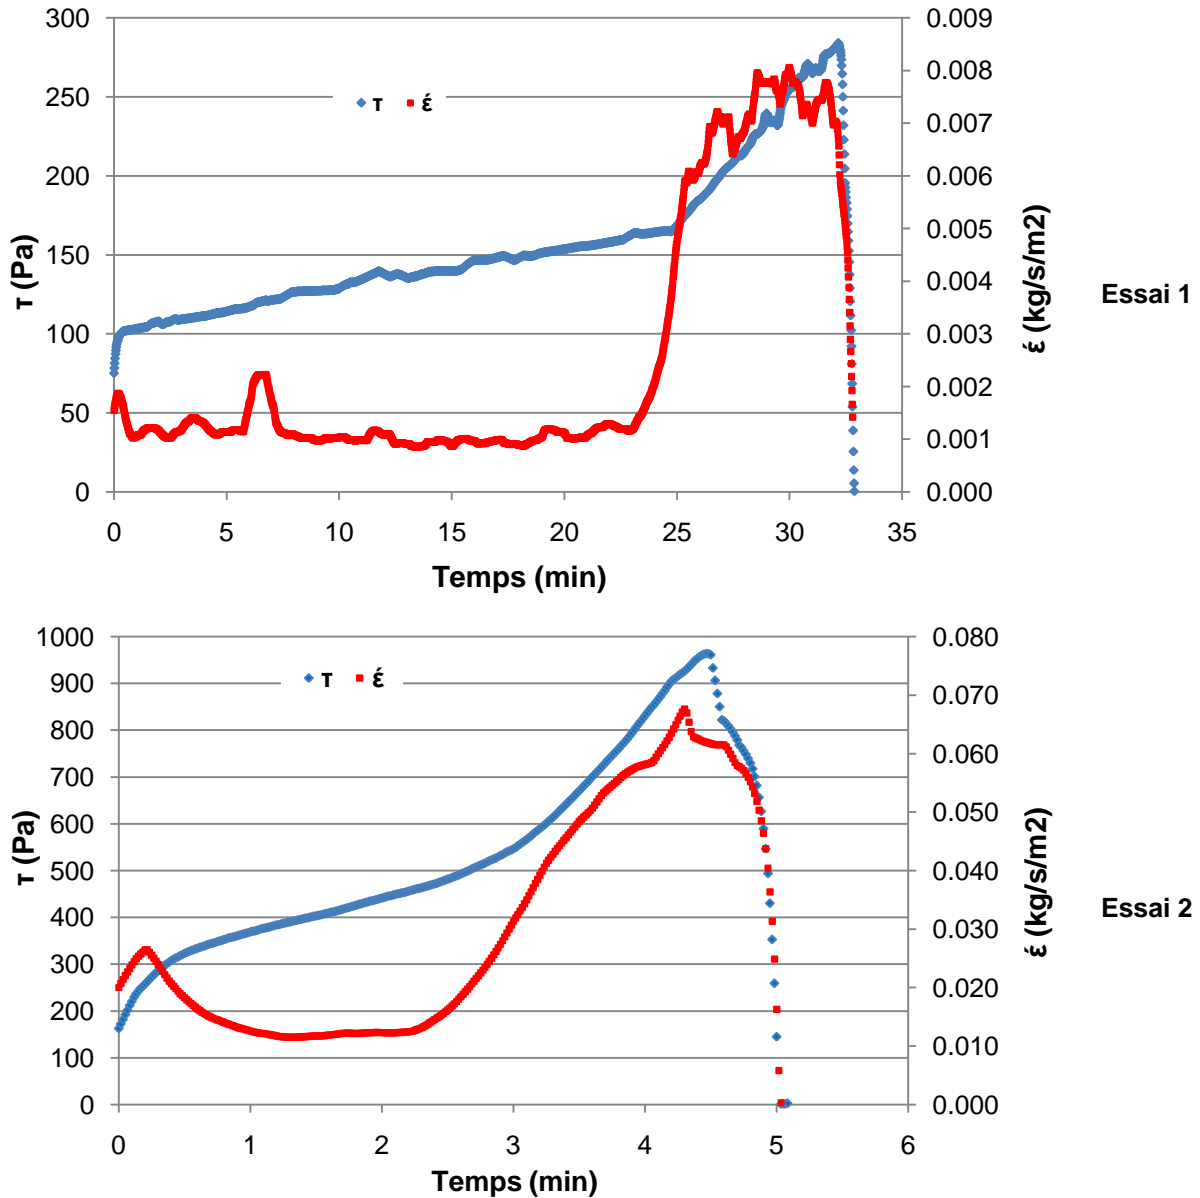 300 0.009
0.008
250
τ έ 0.007
200 0.006
0.005
150
0.004
100 0.003
0.002
50
0.001
0 0.000
τ (Pa)
έ (kg/s/m2)
Essai 1
0 5 10 15 20 25 30 35
Temps (min)
1000 0.080
900
0.070
τ έ
800
0.060
700
600
0.050
500 0.040
400
0.030
300
0.020
200
100
0.010
0 0.000
τ (Pa)
έ (kg/s/m2)
Essai 2
0 1 2 3 4 5 6
Temps (min)